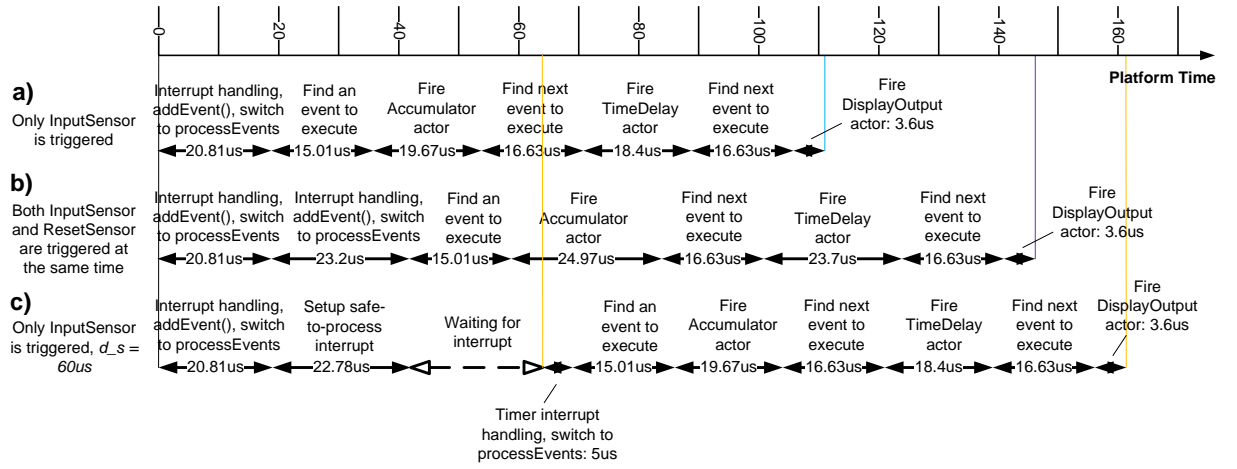 0
-20
-40
-60
-80
-100
-120
-140
-160
Platform Time
a)
Only InputSensor
is triggered
Interrupt handling,
addEvent(), switch
to processEvents
20.81us
Find an
event to
execute
15.01us
Fire
Accumulator
actor
19.67us
Find next
event to
execute
16.63us
Fire
TimeDelay
actor
18.4us
Find next
event to
execute
16.63us
Fire
DisplayOutput
actor: 3.6us
b)
Both InputSensor
and ResetSensor
are triggered at
the same time
Interrupt handling,
addEvent(), switch
to processEvents
20.81us
Interrupt handling,
addEvent(), switch
to processEvents
23.2us
Find an
event to
execute
15.01us
Fire
Accumulator
actor
24.97us
Find next
event to
execute
16.63us
Fire
TimeDelay
actor
23.7us
Find next
event to
execute
16.63us
Fire
DisplayOutput
actor: 3.6us
c)
Only InputSensor
is triggered, d_s =
60us
Interrupt handling,
addEvent(), switch
to processEvents
20.81us
Setup safe-
to-process
interrupt
22.78us
Waiting for
interrupt
Timer interrupt
handling, switch to
processEvents: 5us
Find an
event to
execute
15.01us
Fire
Accumulator
actor
19.67us
Find next
event to
execute
16.63us
Fire
TimeDelay
actor
18.4us
Find next
event to
execute
16.63us
Fire
DisplayOutput
actor: 3.6us